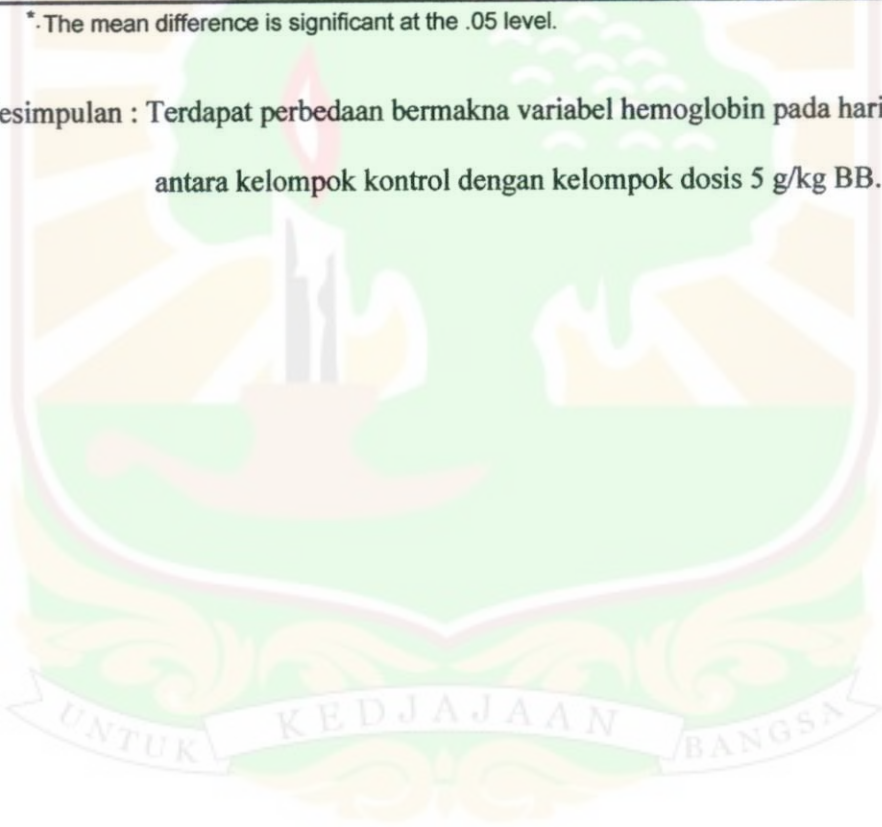 *. The mean difference is significant at the .05 level.
esimpulan : Terdapat perbedaan bermakna variabel hemoglobin pada hari
antara kelompok kontrol dengan kelompok dosis 5 g/kg BB.
UNTUK KEDJAJAAN BANGSA